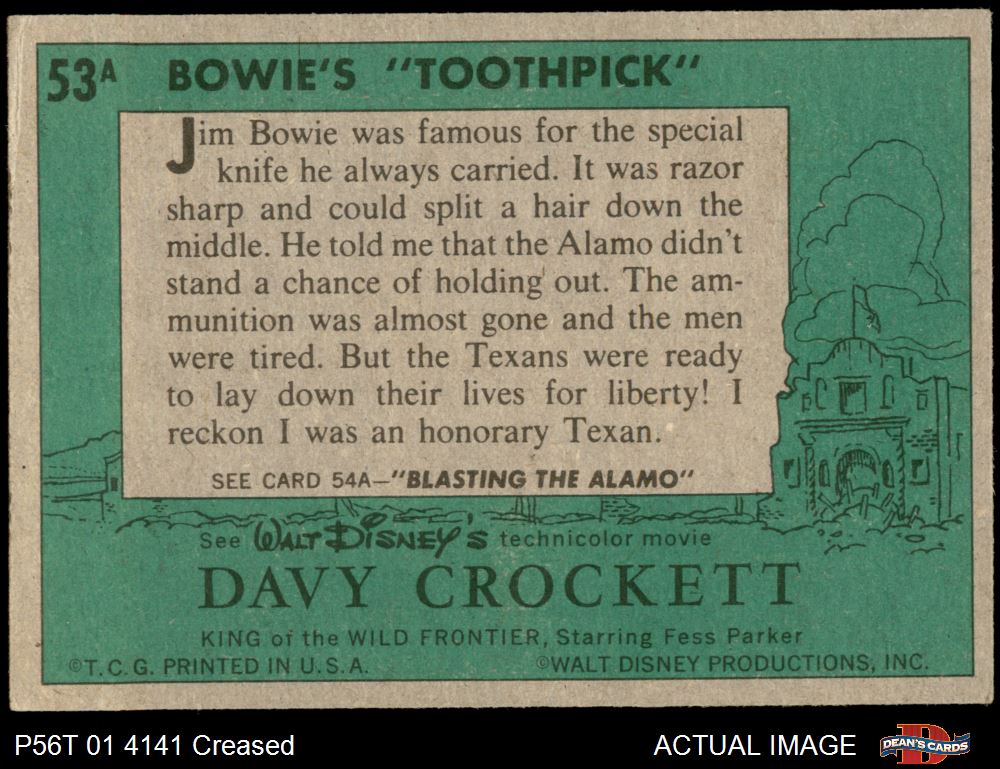 53A BOWIE'S "TOOTHPICK"
Jim Bowie was famous for the special
knife he always carried. It was razor
sharp and could split a hair down the
middle. He told me that the Alamo didn't
stand a chance of holding out. The am-
munition was almost gone and the men
were tired. But the Texans were ready
to lay down their lives for liberty! I
reckon I was an honorary Texan.
SEE CARD 54A—"BLASTING THE ALAMO"
See WALT DISNEY'S technicolor movie
DAVY CROCKETT
KING of the WILD FRONTIER, Starring Fess Parker
©T.C.G. PRINTED IN U.S.A. ©WALT DISNEY PRODUCTIONS, INC.
P56T 01 4141 Creased ACTUAL IMAGE DEAN'S CARDS